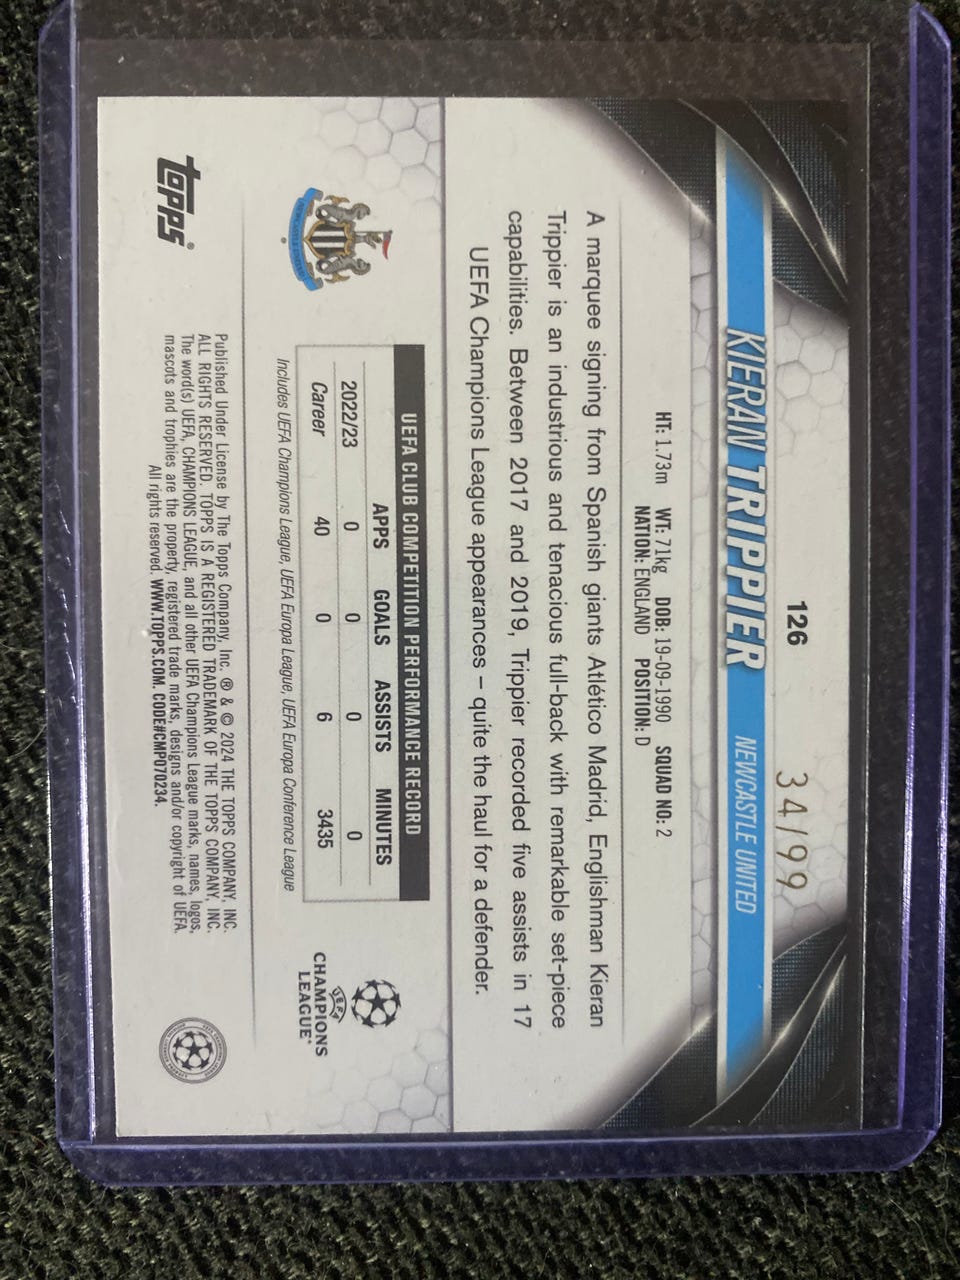 126
34/99
KIERAN TRIPPIER NEWCASTLE UNITED
HT: 1.73m WT: 71kg DOB: 19-09-1990 SQUAD NO: 2
NATION: ENGLAND POSITION: D
A marquee signing from Spanish giants Atlético Madrid, Englishman Kieran
Trippier is an industrious and tenacious full-back with remarkable set-piece
capabilities. Between 2017 and 2019, Trippier recorded five assists in 17
UEFA Champions League appearances – quite the haul for a defender.
NEWCASTLE UNITED
UEFA CLUB COMPETITION PERFORMANCE RECORD
APPS GOALS ASSISTS MINUTES
2022/23 0 0 0 0
Career 40 0 6 3435
Includes UEFA Champions League, UEFA Europa League, UEFA Europa Conference League
UEFA
CHAMPIONS
LEAGUE
topps®
Published Under License by The Topps Company, Inc. ® & © 2024 THE TOPPS COMPANY, INC.
ALL RIGHTS RESERVED. TOPPS IS A REGISTERED TRADEMARK OF THE TOPPS COMPANY, INC.
The word(s) UEFA, CHAMPIONS LEAGUE, and all other UEFA Champions League marks, names, logos,
mascots and trophies are the property, registered trade marks, designs and/or copyright of UEFA.
All rights reserved. WWW.TOPPS.COM. CODE#CMP070234.